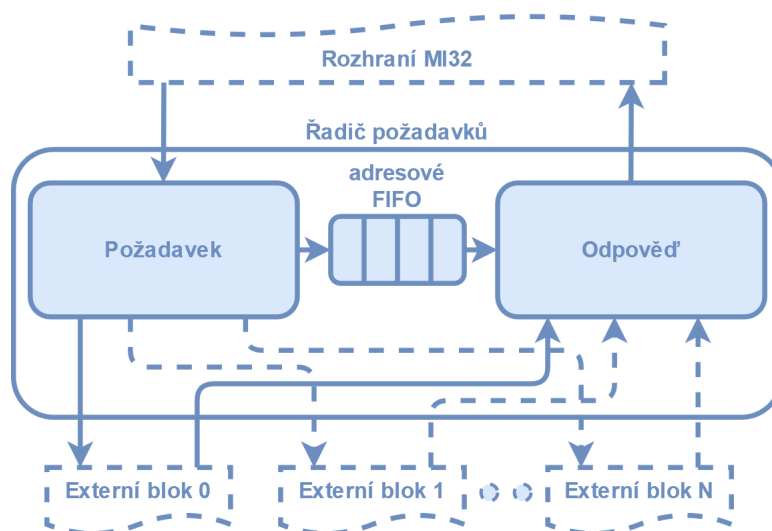 Rozhraní MI32
Řadič požadavků
adresové
FIFO
Požadavek
Odpověď
Externí blok 0
Externí blok 1
Externí blok N